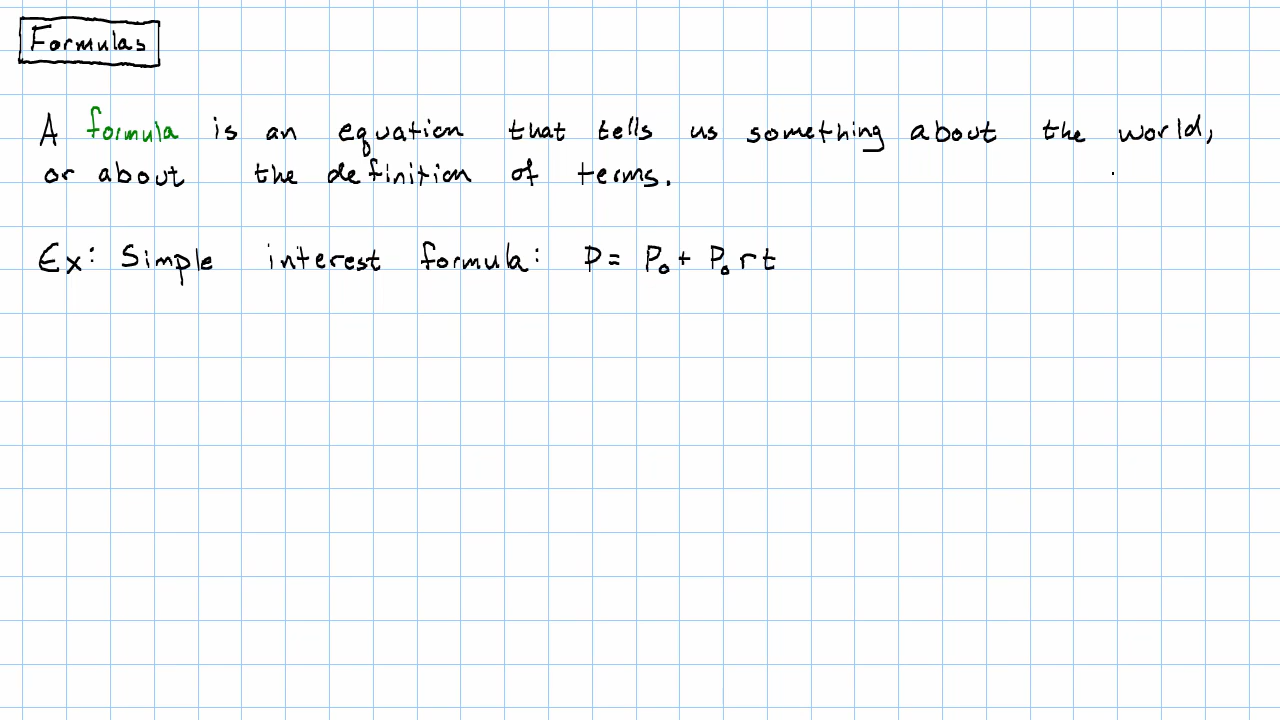 Formulas
A formula is an equation that tells us something about the world,
or about the definition of terms.
Ex: Simple interest formula: P = P₀ + P₀ r t